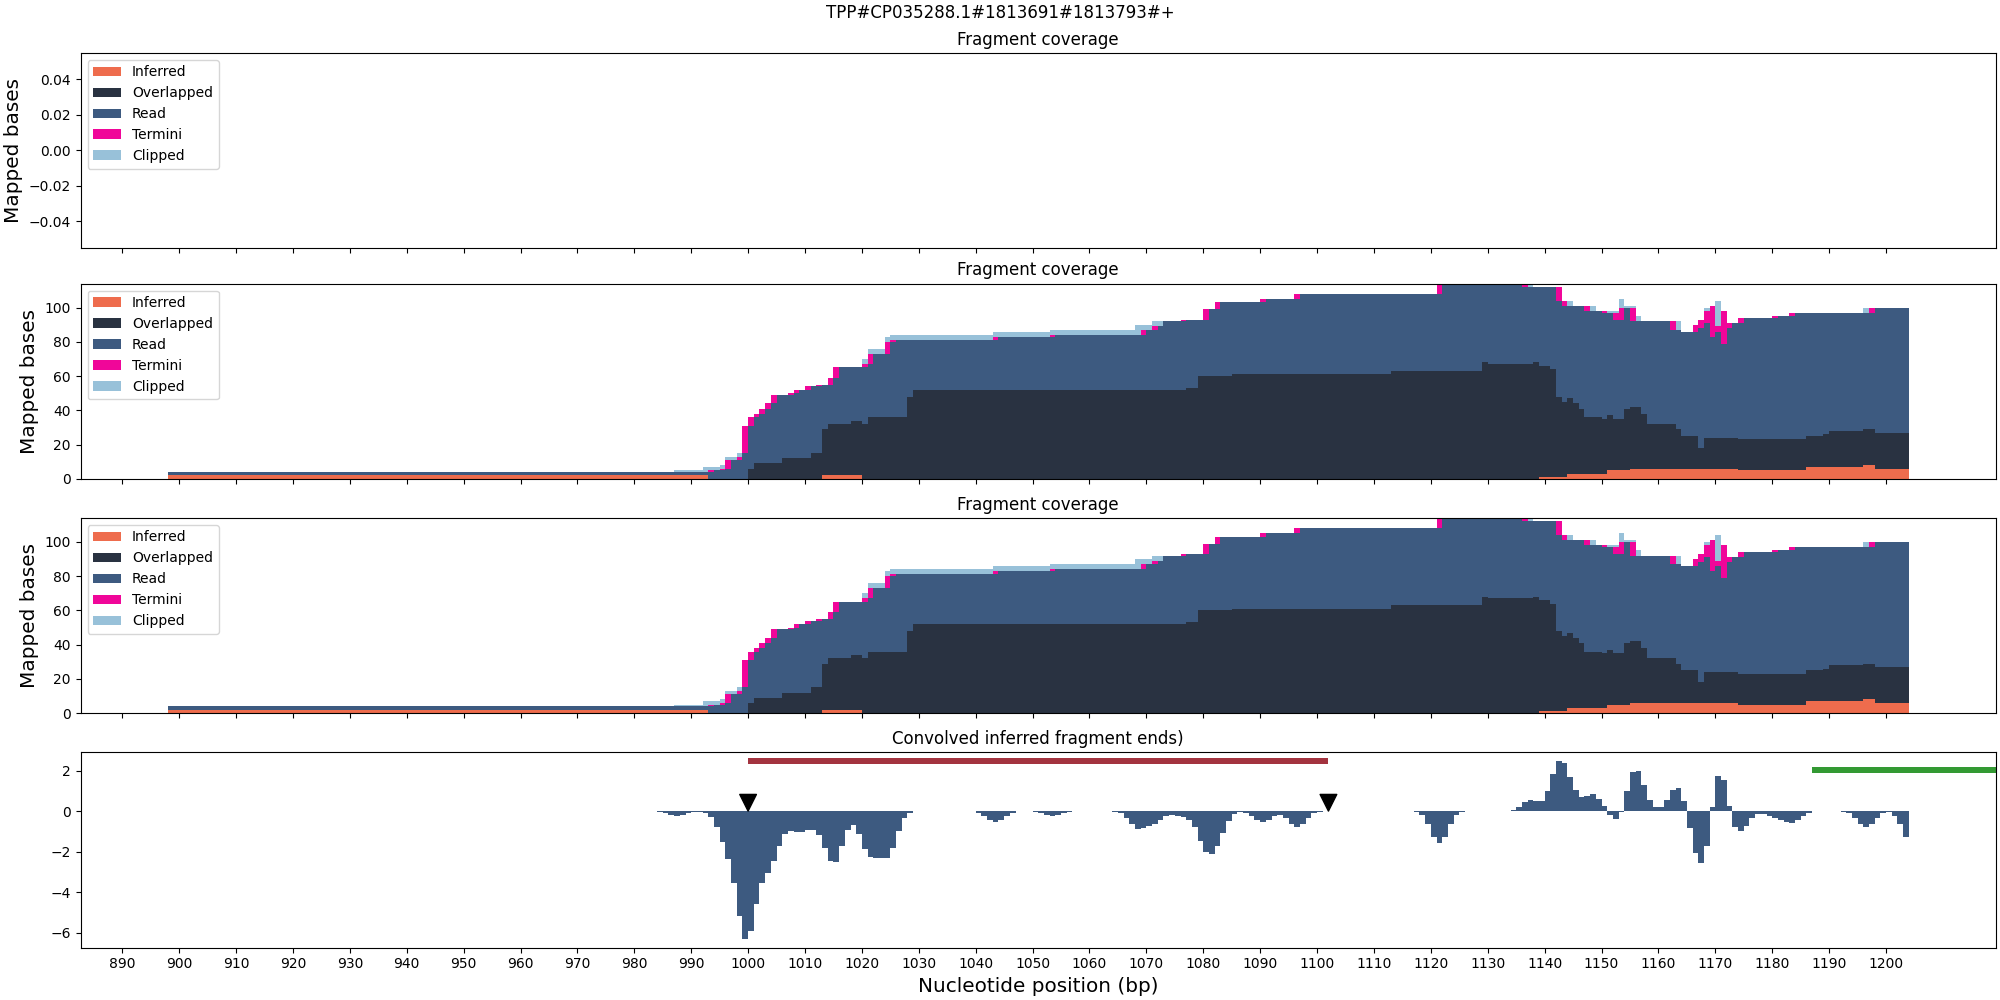 TPP#CP035288.1#1813691#1813793#+
Fragment coverage
Mapped bases
0.04
0.02
0.00
−0.02
−0.04
Inferred
Overlapped
Read
Termini
Clipped
Fragment coverage
Mapped bases
100
80
60
40
20
0
Inferred
Overlapped
Read
Termini
Clipped
Fragment coverage
Mapped bases
100
80
60
40
20
0
Inferred
Overlapped
Read
Termini
Clipped
Convolved inferred fragment ends)
2
0
−2
−4
−6
890 900 910 920 930 940 950 960 970 980 990 1000 1010 1020 1030 1040 1050 1060 1070 1080 1090 1100 1110 1120 1130 1140 1150 1160 1170 1180 1190 1200
Nucleotide position (bp)